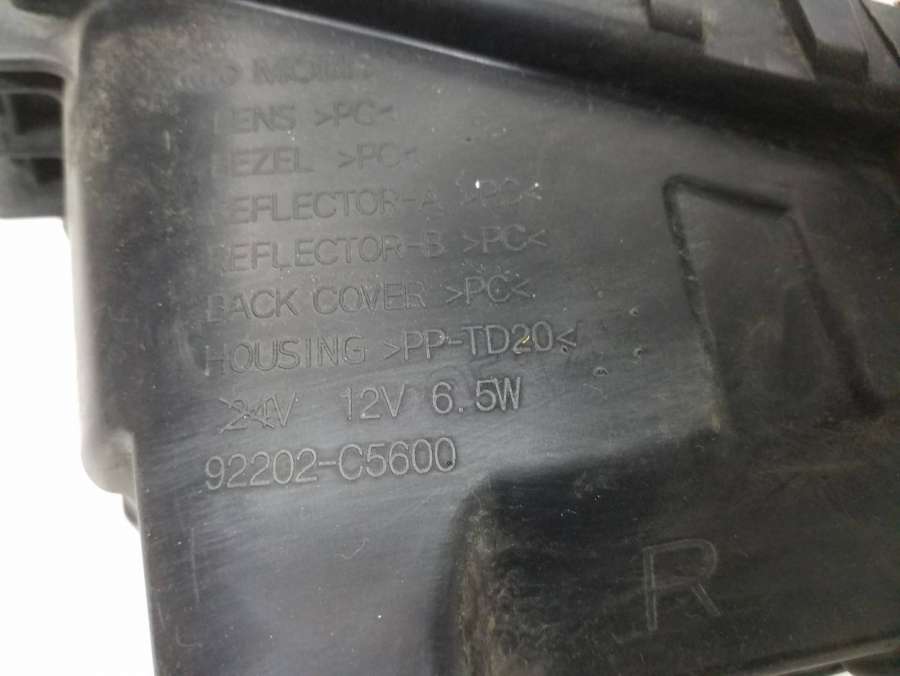 LENS >PC<
BEZEL >PC<
REFLECTOR-A >PC<
REFLECTOR-B >PC<
BACK COVER >PC<
HOUSING >PP-TD20<
24V 12V 6.5W
92202-C5600
R